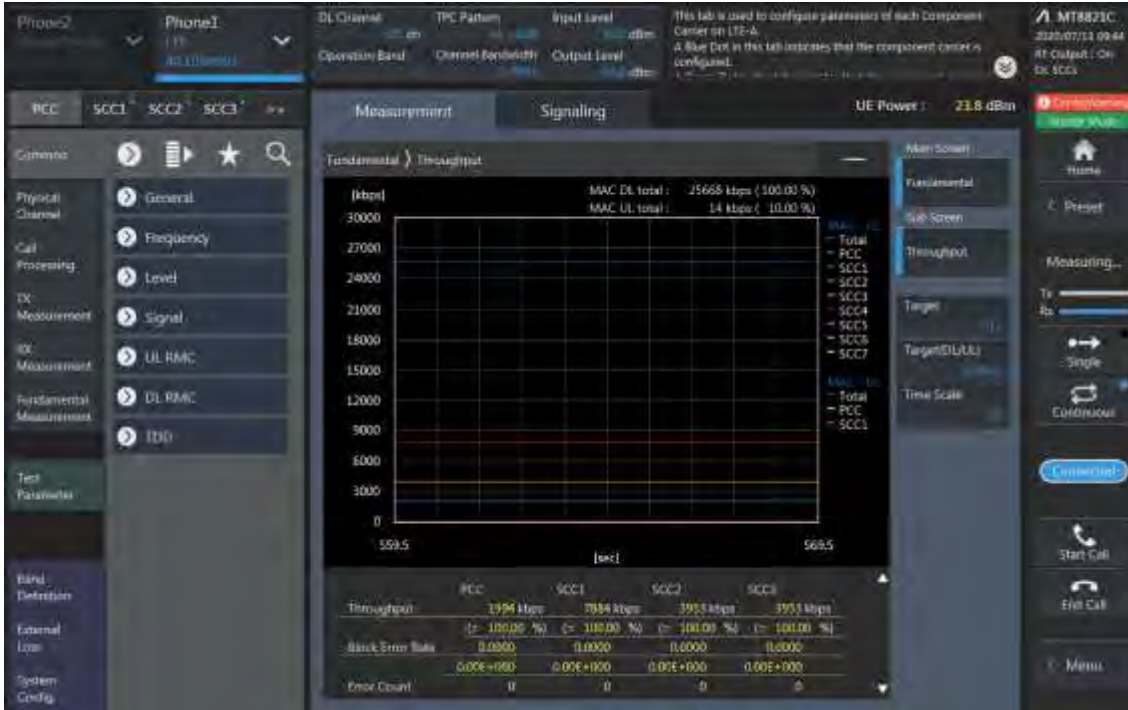 Phone2
Phone1
LTE
DL Channel
TPC Pattern
Input Level
dBm
Operation Band
Channel Bandwidth
Output Level
dBm
This tab is used to configure parameters of each Component
Carrier on LTE-A.
A Blue Dot in this tab indicates that the component carrier is
configured.
MT8821C
2020/07/13 09:44
RF Output : On
PCC SCC1 SCC2 SCC3 >>
Measurement Signaling
UE Power : 23.8 dBm
Common
Physical
Channel
Call
Processing
TX
Measurement
RX
Measurement
Fundamental
Measurement
Test
Parameter
Band
Definition
External
Loss
System
Config.
General
Frequency
Level
Signal
UL RMC
DL RMC
TDD
Fundamental ⟩ Throughput
[kbps]
MAC DL total : 25668 kbps ( 100.00 %)
MAC UL total : 14 kbps ( 10.00 %)
30000
27000
24000
21000
18000
15000
12000
9000
6000
3000
0
559.5
[sec]
569.5
Total
PCC
SCC1
SCC2
SCC3
SCC4
SCC5
SCC6
SCC7
Total
PCC
SCC1
PCC SCC1 SCC2 SCC3
Throughput 1994 kbps 7884 kbps 3953 kbps 3953 kbps
(= 100.00 %) (= 100.00 %) (= 100.00 %) (= 100.00 %)
Block Error Rate 0.0000 0.0000 0.0000 0.0000
0.00E+000 0.00E+000 0.00E+000 0.00E+000
Error Count 0 0 0 0
Main Screen
Fundamental
Sub Screen
Throughput
Target
Target(DL/UL)
Time Scale
Home
Preset
Measuring...
Tx
Rx
Single
Continuous
Connected
Start Call
End Call
Menu